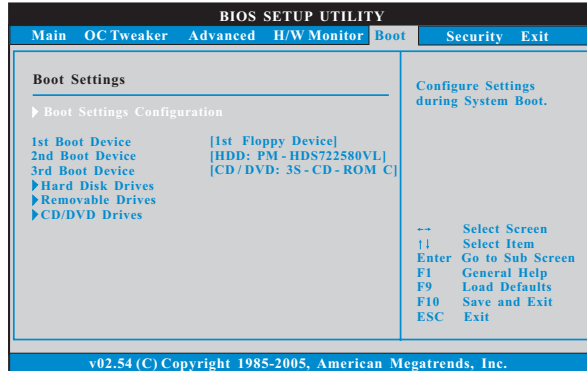 BIOS SETUP UTILITY
Main OC Tweaker Advanced H/W Monitor Boot Security Exit
Boot Settings
Boot Settings Configuration
1st Boot Device [1st Floppy Device]
2nd Boot Device [HDD: PM - HDS722580VL]
3rd Boot Device [CD / DVD: 3S - CD - ROM C]
Hard Disk Drives
Removable Drives
CD/DVD Drives
Configure Settings
during System Boot.
←→ Select Screen
↑↓ Select Item
Enter Go to Sub Screen
F1 General Help
F9 Load Defaults
F10 Save and Exit
ESC Exit
v02.54 (C) Copyright 1985-2005, American Megatrends, Inc.